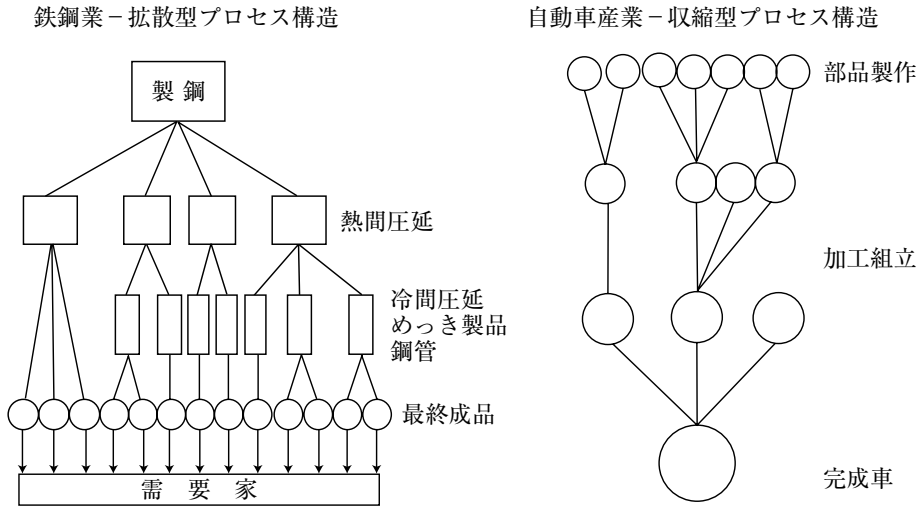 鉄鋼業－拡散型プロセス構造
製鋼
熱間圧延
冷間圧延
めっき製品
鋼管
最終成品
需要家
自動車産業－収縮型プロセス構造
部品製作
加工組立
完成車